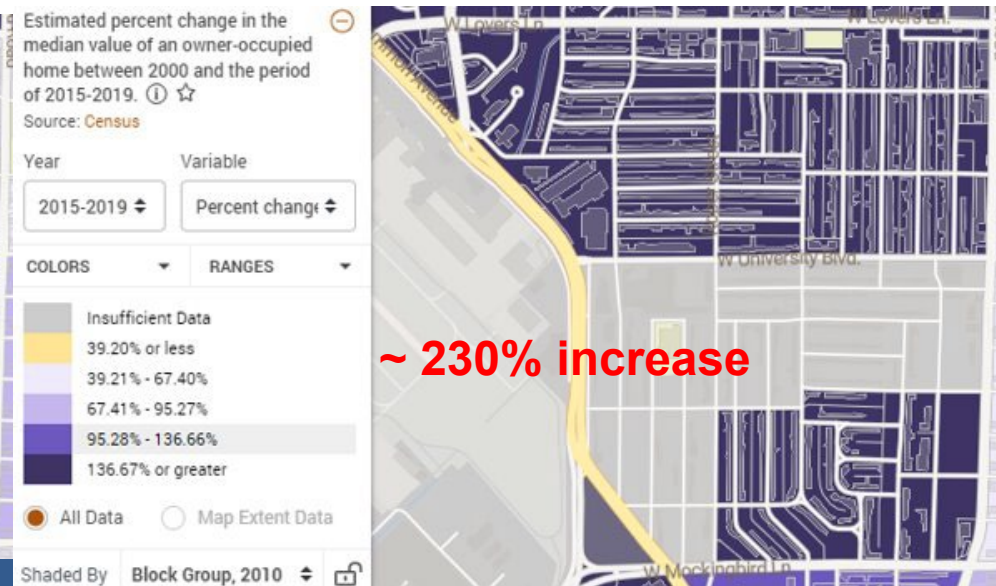 Estimated percent change in the
median value of an owner-occupied
home between 2000 and the period
of 2015-2019.
Source: Census
Year Variable
2015-2019 Percent change
COLORS RANGES
Insufficient Data
39.20% or less
39.21% - 67.40%
67.41% - 95.27%
95.28% - 136.66%
136.67% or greater
All Data Map Extent Data
Shaded By Block Group, 2010
W Lovers Ln
W Lovers Ln.
Avenue
W University Blvd.
~ 230% increase
W Mockingbird Ln